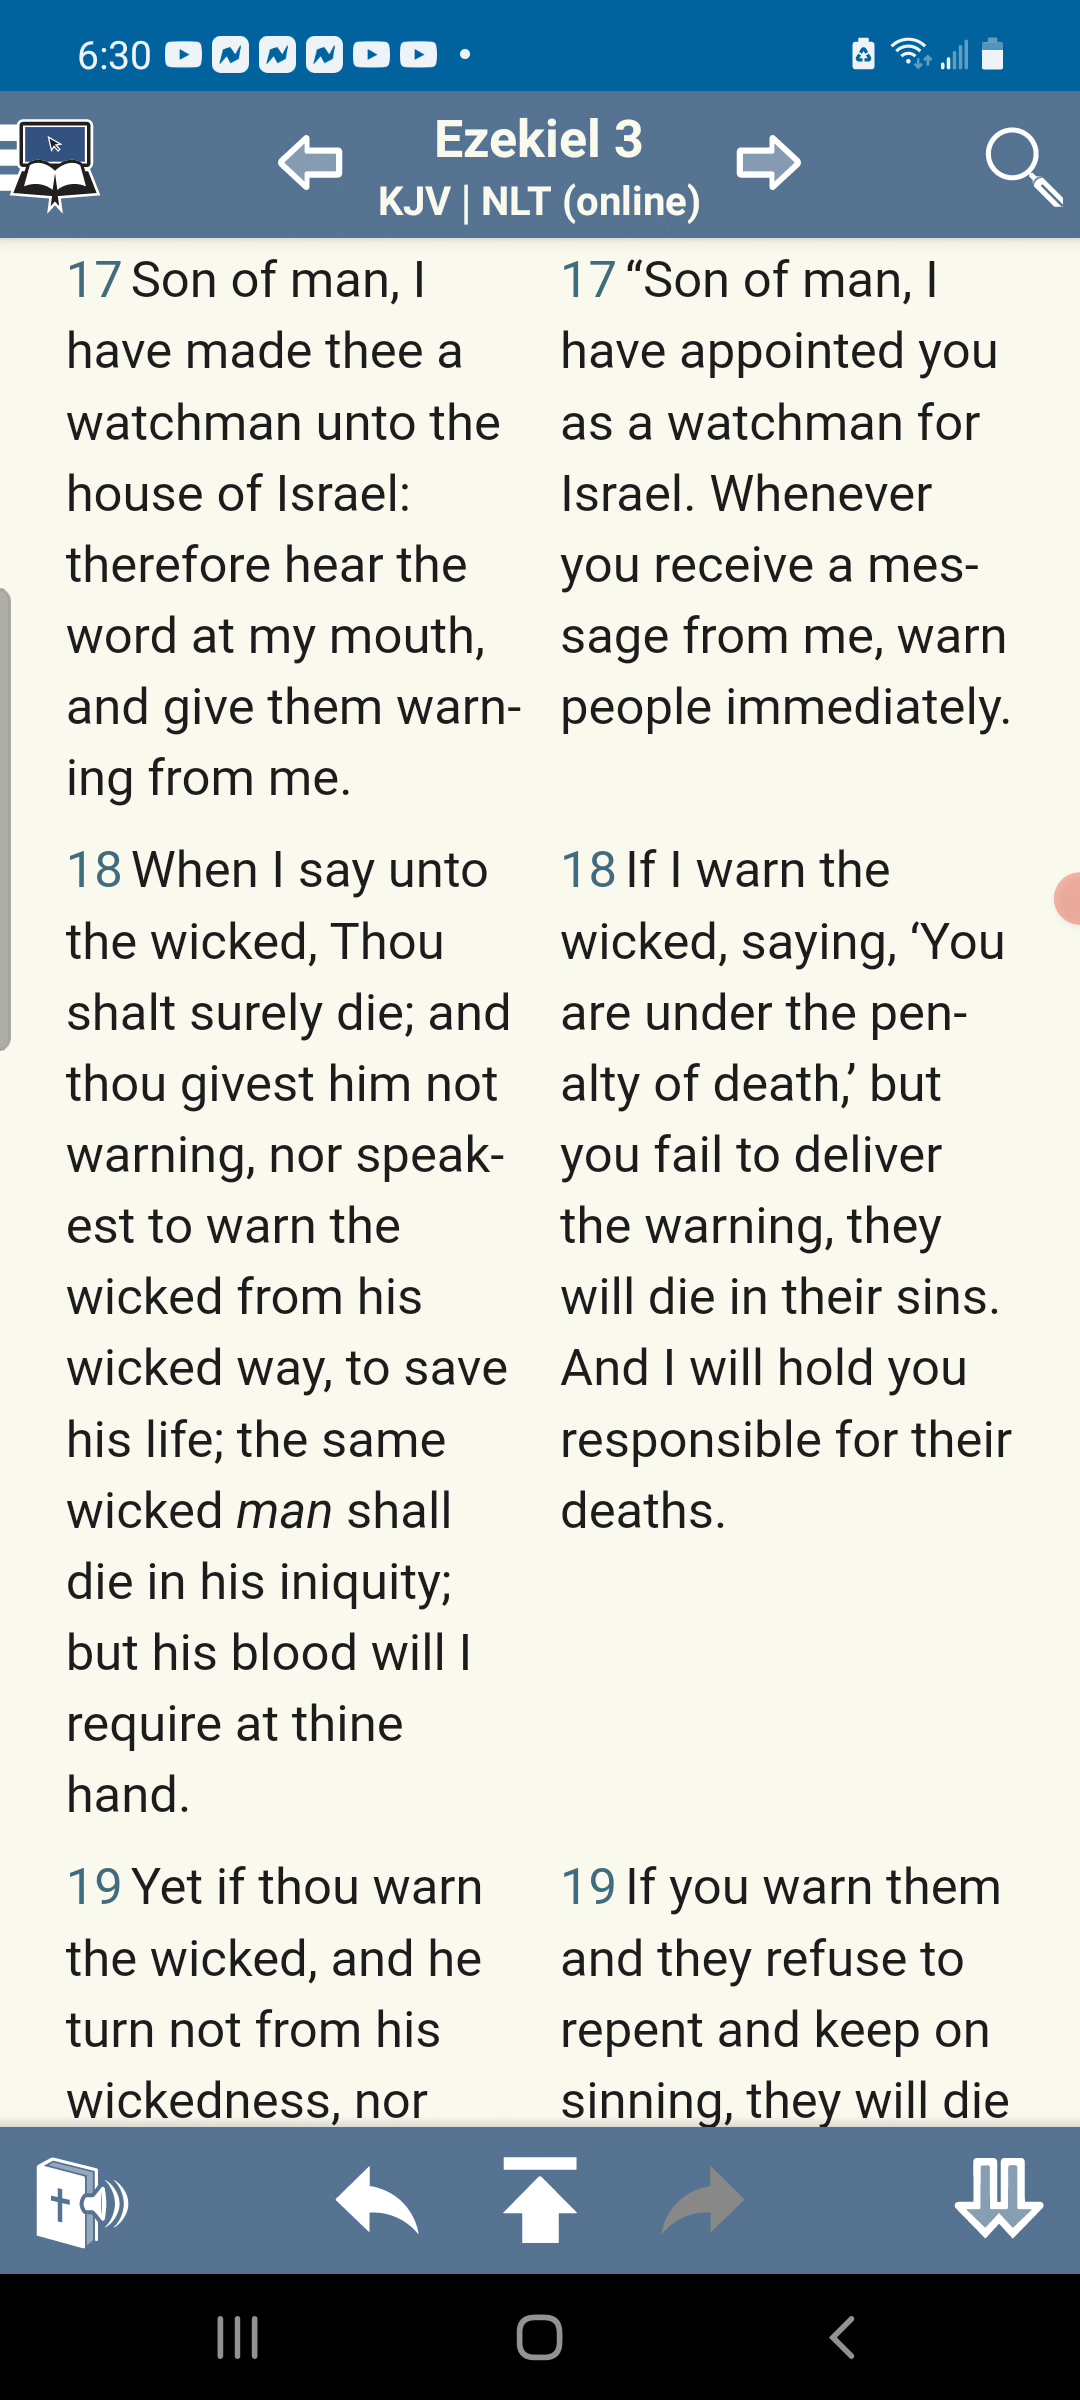 6:30
Ezekiel 3
KJV | NLT (online)
17 Son of man, I
have made thee a
watchman unto the
house of Israel:
therefore hear the
word at my mouth,
and give them warn-
ing from me.
17 “Son of man, I
have appointed you
as a watchman for
Israel. Whenever
you receive a mes-
sage from me, warn
people immediately.
18 When I say unto
the wicked, Thou
shalt surely die; and
thou givest him not
warning, nor speak-
est to warn the
wicked from his
wicked way, to save
his life; the same
wicked man shall
die in his iniquity;
but his blood will I
require at thine
hand.
18 If I warn the
wicked, saying, ‘You
are under the pen-
alty of death,’ but
you fail to deliver
the warning, they
will die in their sins.
And I will hold you
responsible for their
deaths.
19 Yet if thou warn
the wicked, and he
turn not from his
wickedness, nor
19 If you warn them
and they refuse to
repent and keep on
sinning, they will die